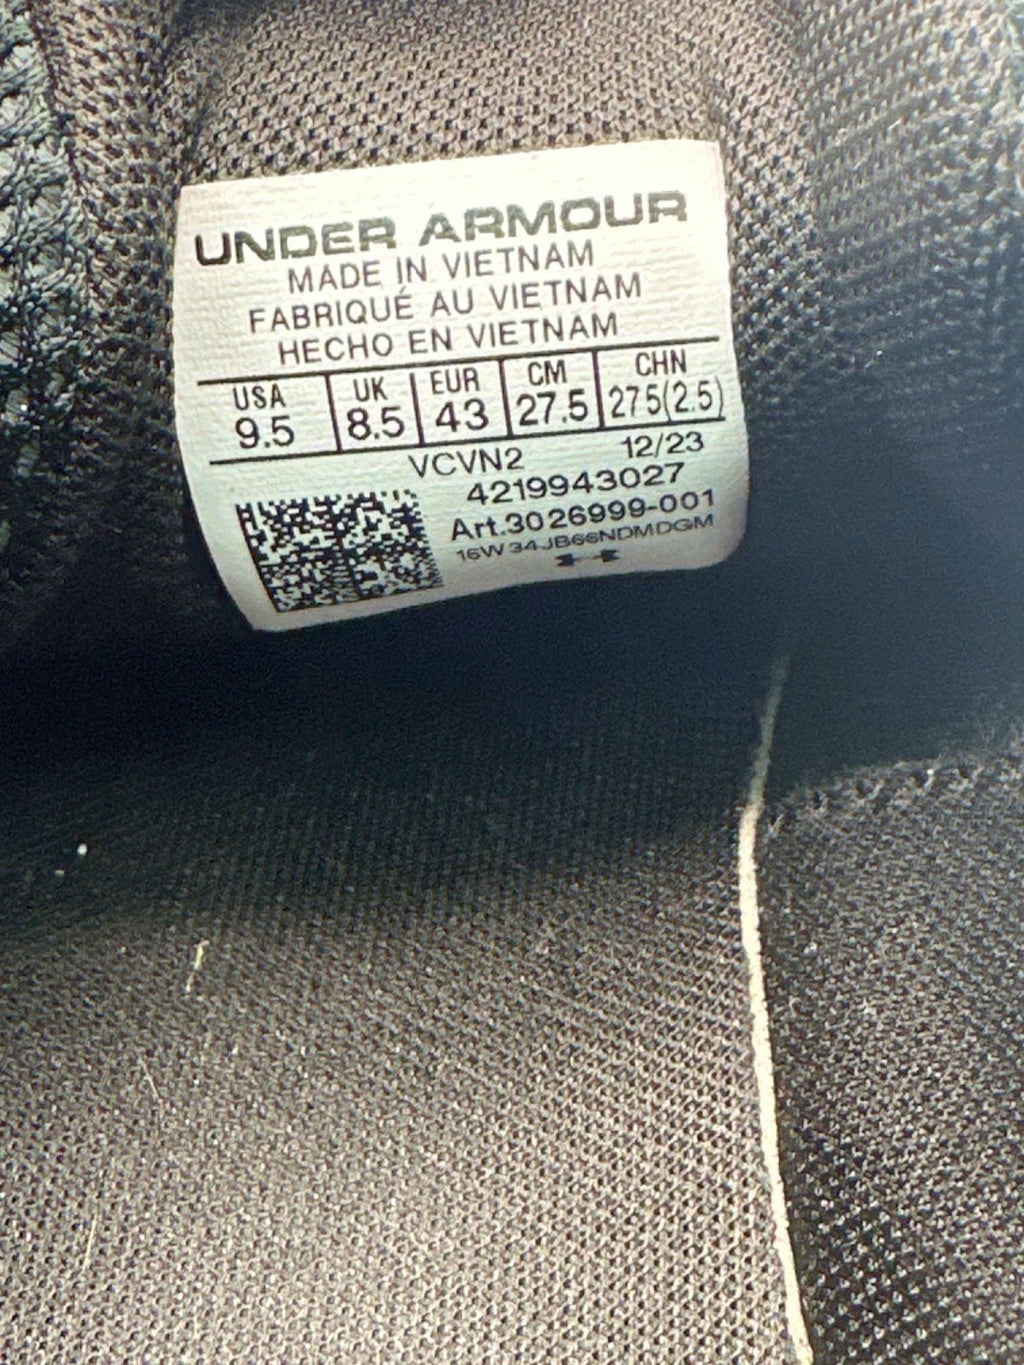 UNDER ARMOUR
MADE IN VIETNAM
FABRIQUÉ AU VIETNAM
HECHO EN VIETNAM
USA UK EUR CM CHN
9.5 8.5 43 27.5 275(2.5)
VCVN2 12/23
4219943027
Art.3026999-001
16W34JB66NDMDGM